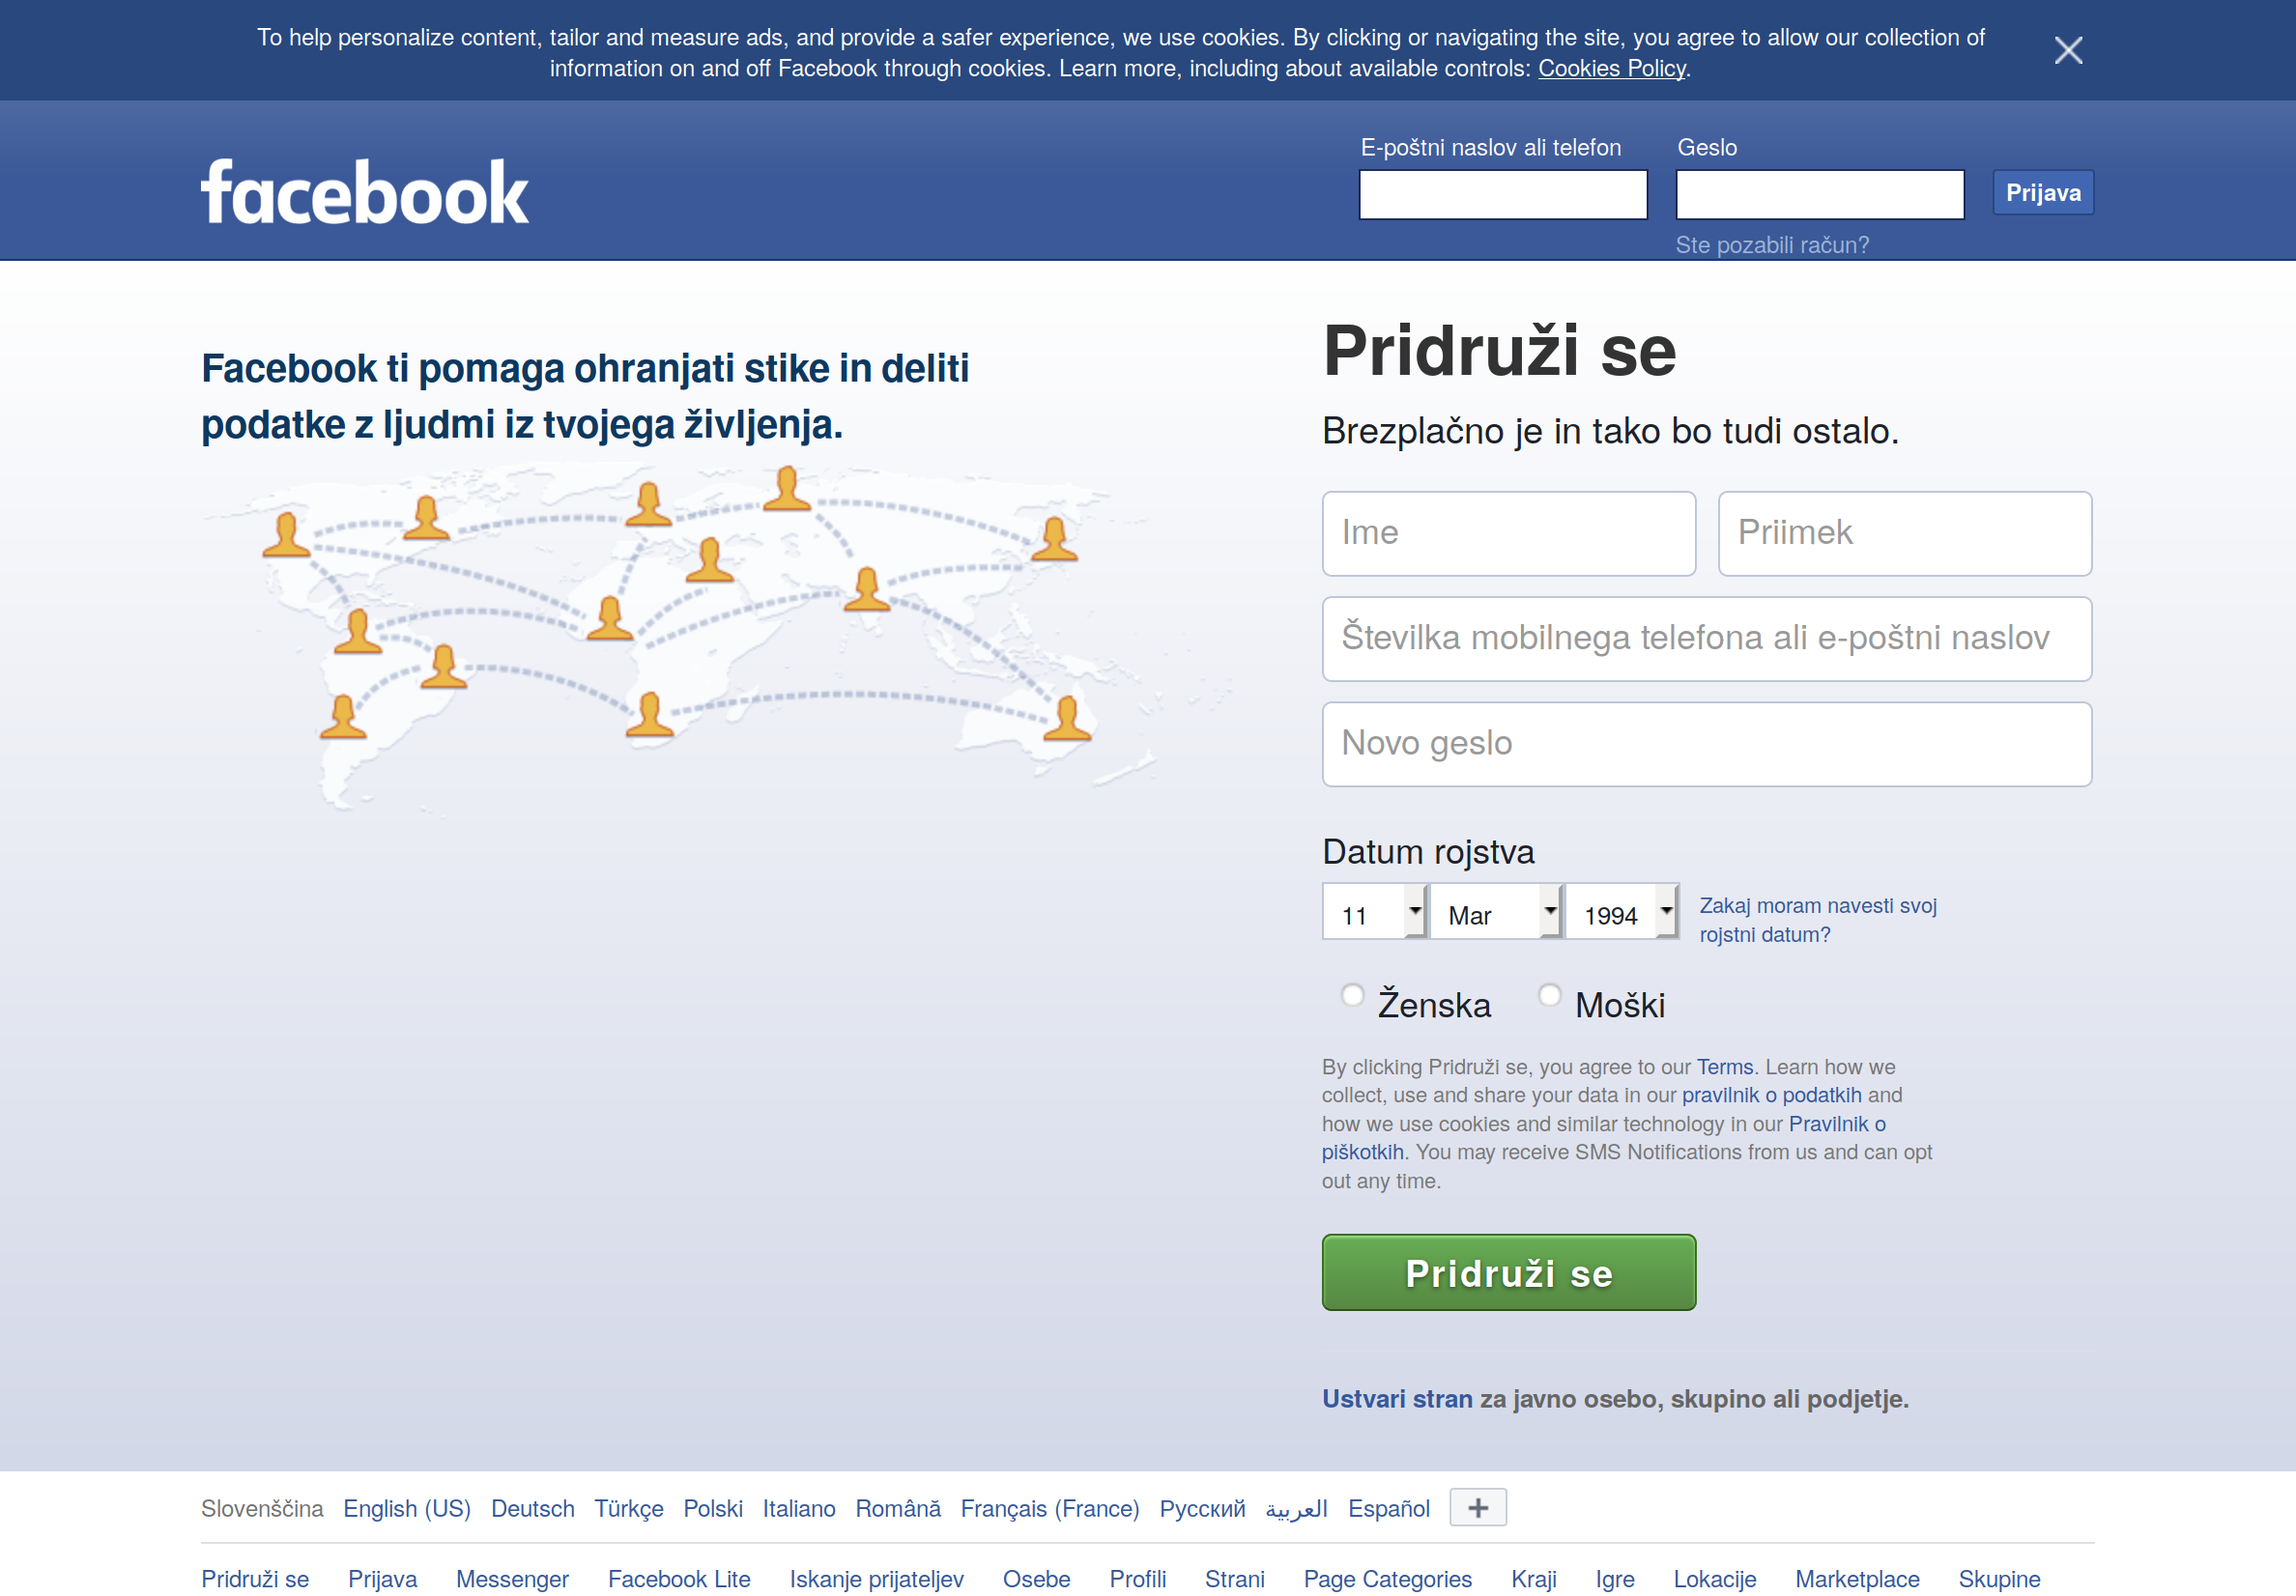 To help personalize content, tailor and measure ads, and provide a safer experience, we use cookies. By clicking or navigating the site, you agree to allow our collection of
information on and off Facebook through cookies. Learn more, including about available controls: Cookies Policy.
facebook
E-poštni naslov ali telefon
Geslo
Prijava
Ste pozabili račun?
Facebook ti pomaga ohranjati stike in deliti
podatke z ljudmi iz tvojega življenja.
Pridruži se
Brezplačno je in tako bo tudi ostalo.
Ime
Priimek
Številka mobilnega telefona ali e-poštni naslov
Novo geslo
Datum rojstva
11 Mar 1994
Zakaj moram navesti svoj
rojstni datum?
Ženska Moški
By clicking Pridruži se, you agree to our Terms. Learn how we
collect, use and share your data in our pravilnik o podatkih and
how we use cookies and similar technology in our Pravilnik o
piškotkih. You may receive SMS Notifications from us and can opt
out any time.
Pridruži se
Ustvari stran za javno osebo, skupino ali podjetje.
Slovenščina English (US) Deutsch Türkçe Polski Italiano Română Français (France) Русский العربية Español
Pridruži se Prijava Messenger Facebook Lite Iskanje prijateljev Osebe Profili Strani Page Categories Kraji Igre Lokacije Marketplace Skupine